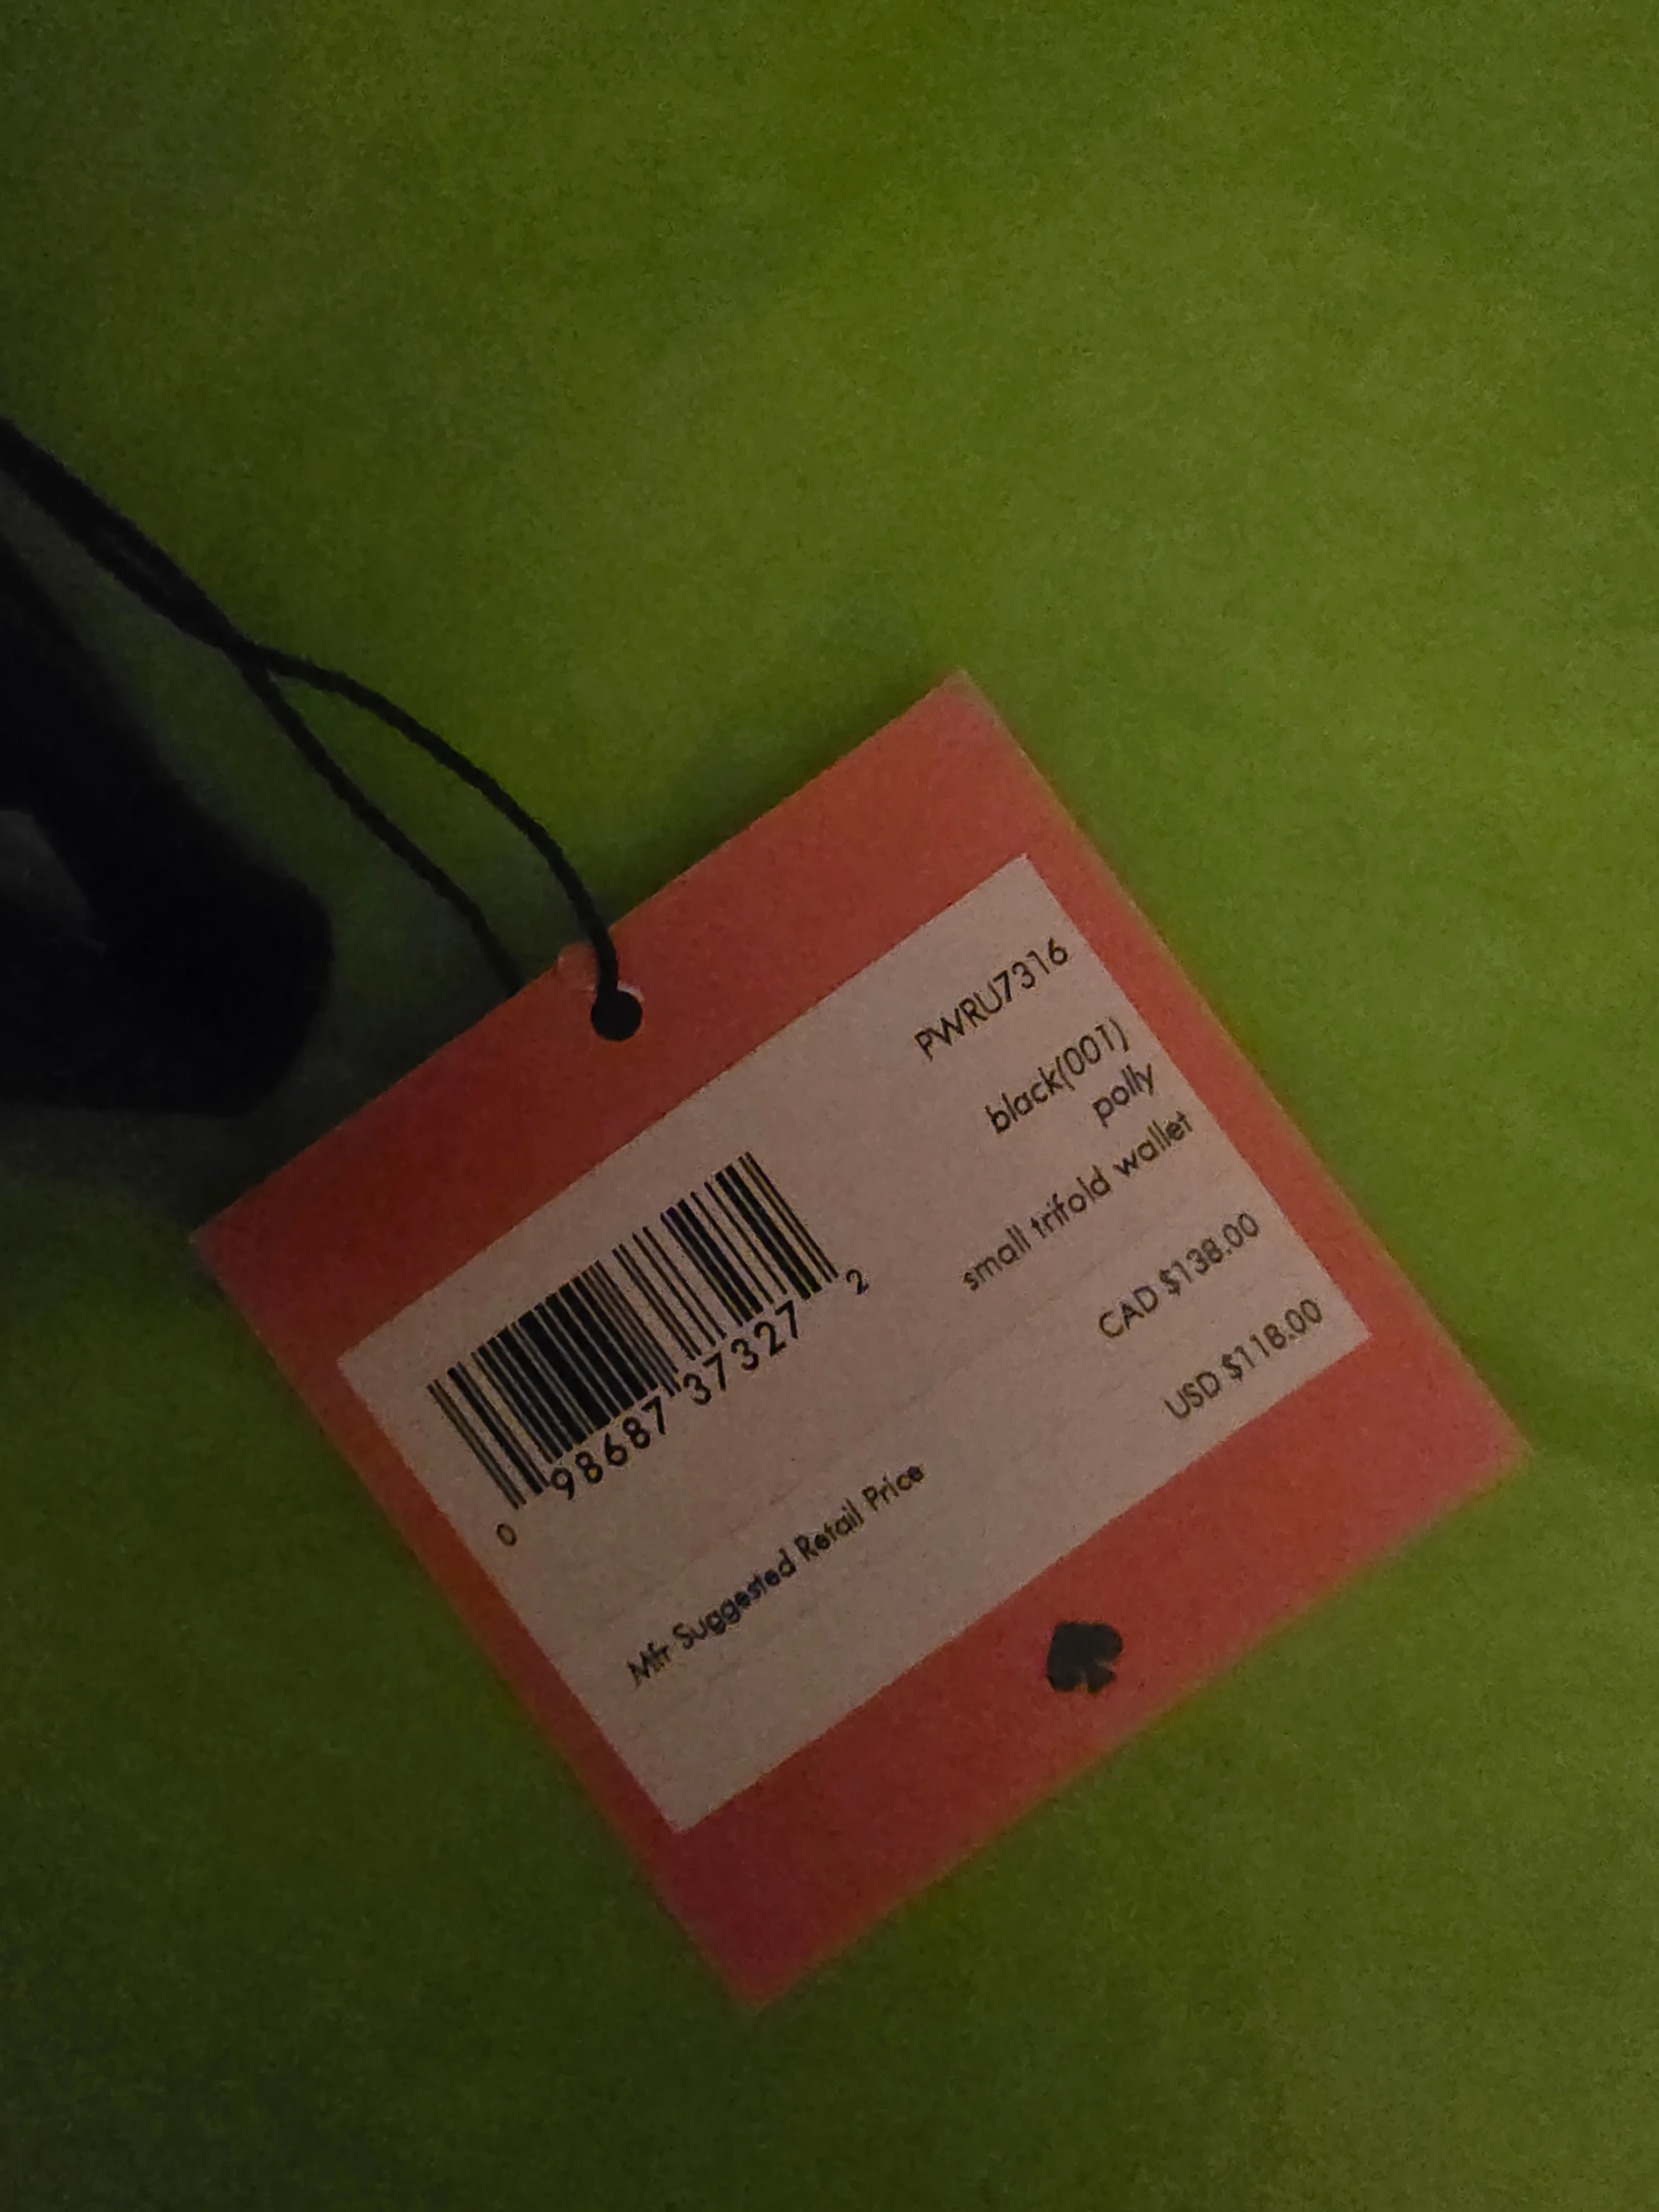 PWRU7316
black(001)
polly
small trifold wallet
CAD $138.00
USD $118.00
0 98687 37327 2
Mfr Suggested Retail Price